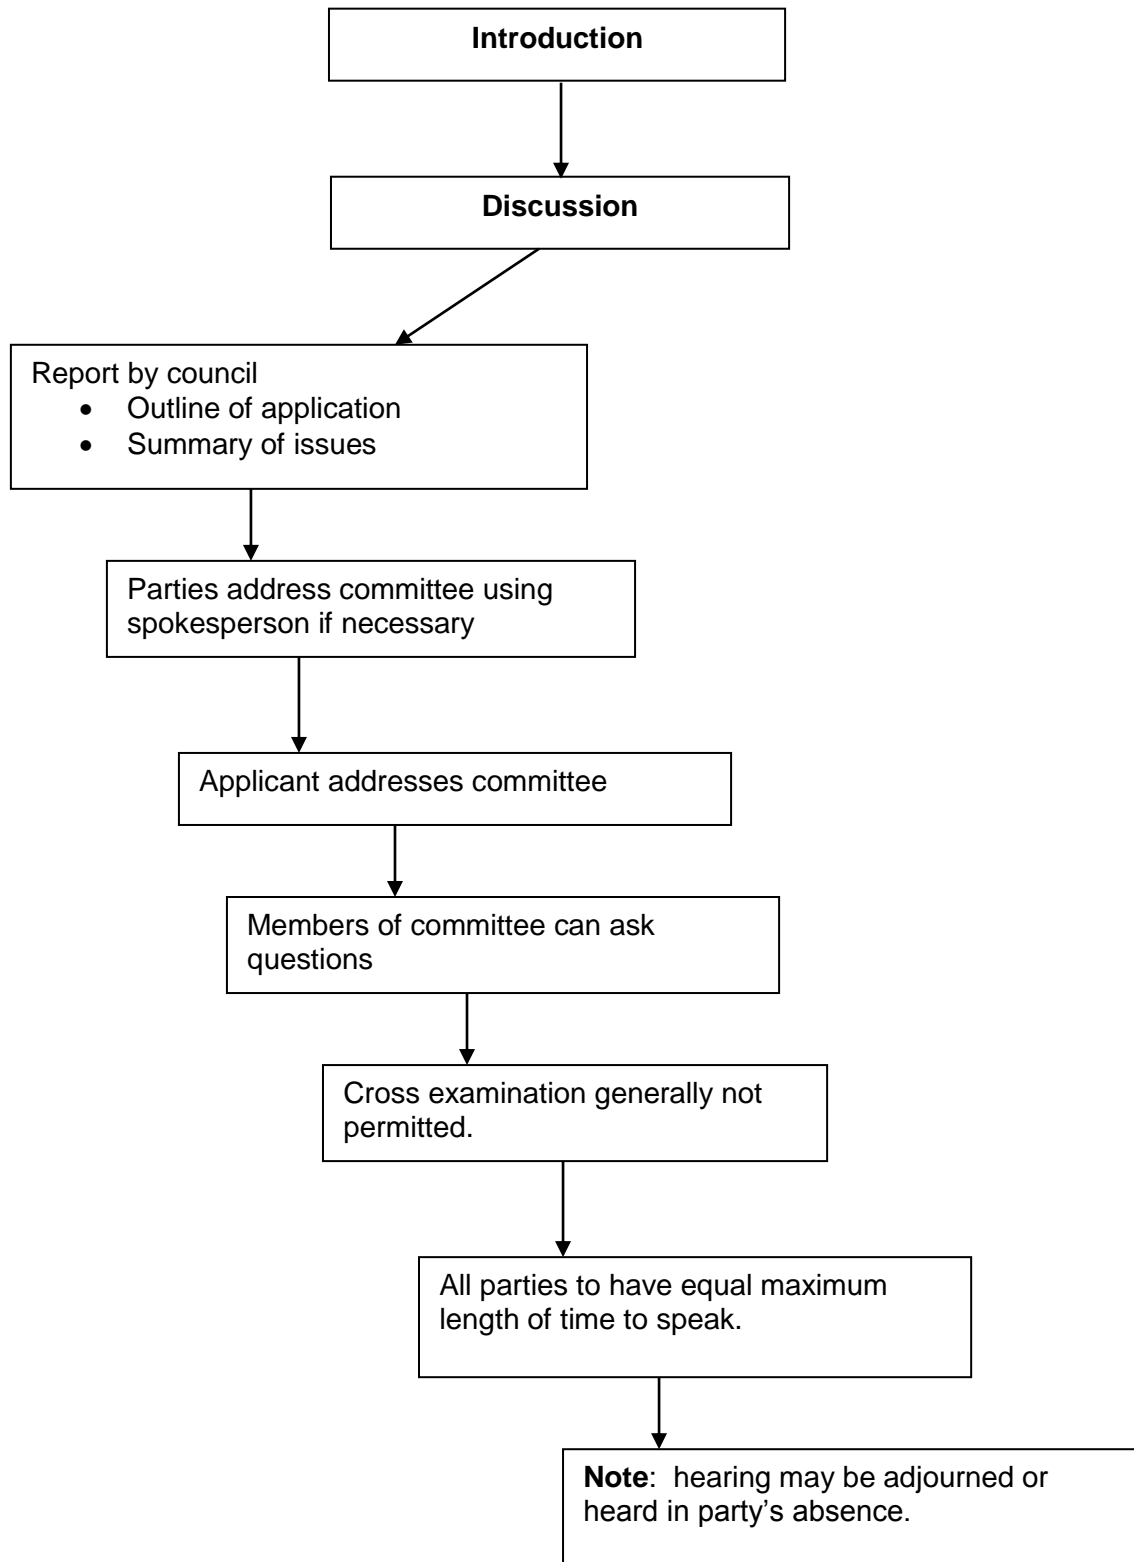 Introduction
Discussion
Report by council
• Outline of application
• Summary of issues
Parties address committee using
spokesperson if necessary
Applicant addresses committee
Members of committee can ask
questions
Cross examination generally not
permitted.
All parties to have equal maximum
length of time to speak.
Note:  hearing may be adjourned or
heard in party’s absence.